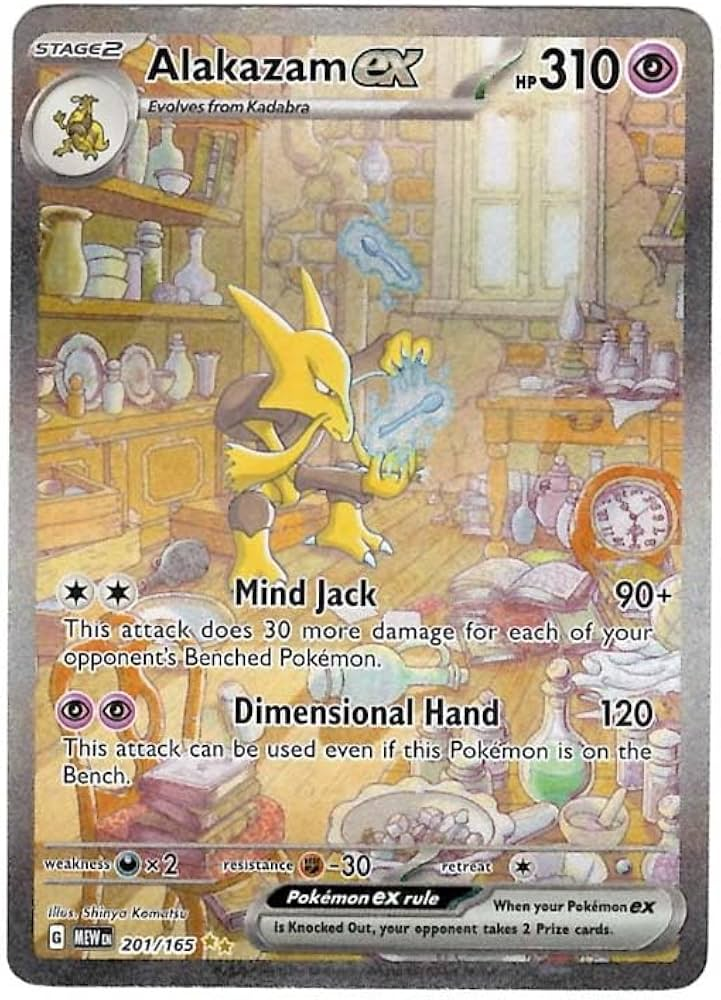 STAGE2 Alakazam ex HP310
Evolves from Kadabra
Mind Jack 90+
This attack does 30 more damage for each of your
opponent's Benched Pokémon.
Dimensional Hand 120
This attack can be used even if this Pokémon is on the
Bench.
weakness ×2 resistance -30 retreat
Illus. Shinya Komatsu
Pokémon ex rule
When your Pokémon ex
is Knocked Out, your opponent takes 2 Prize cards.
G MEW EN 201/165